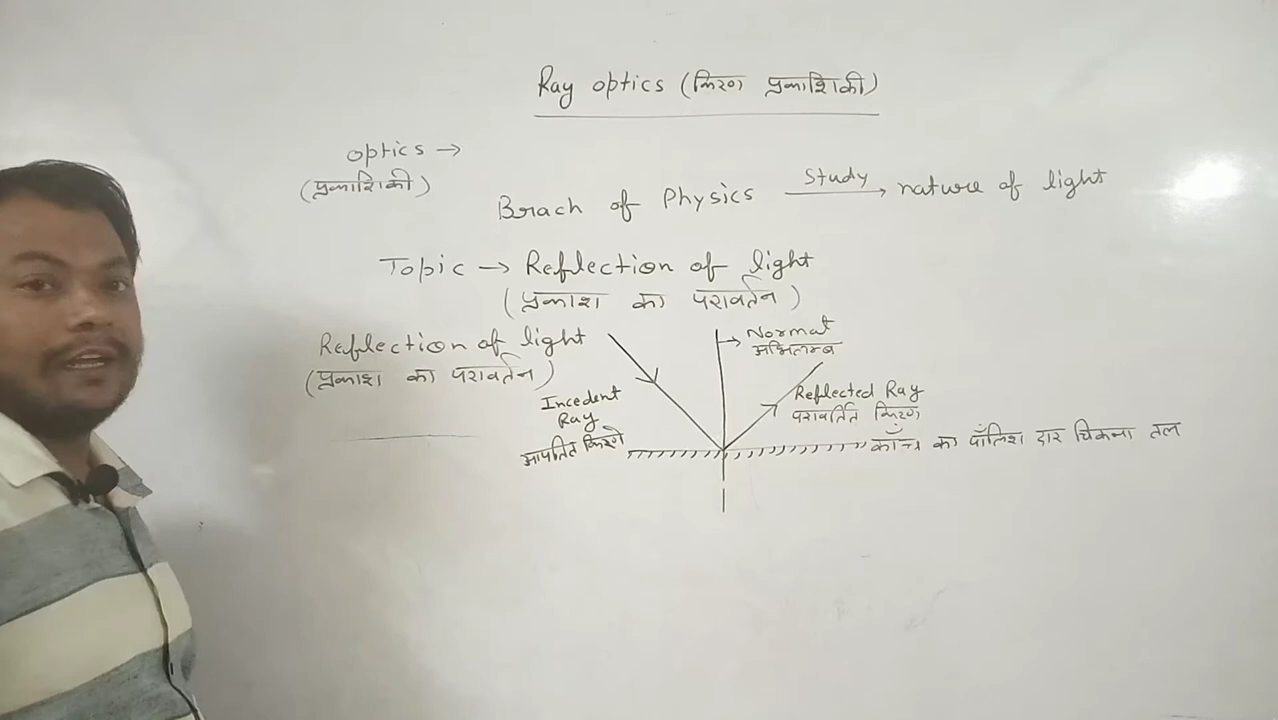 Ray optics (किरण प्रकाशिकी)
optics →
(प्रकाशिकी)
Brach of Physics study→ nature of light
Topic → Reflection of light
(प्रकाश का परावर्तन)
Reflection of light
(प्रकाश का परावर्तन)
Normal
अभिलम्ब
Incedent
Ray
आपतित किरणे
Reflected Ray
परावर्तित किरण
काँच का पॉलिश दार चिकना तल